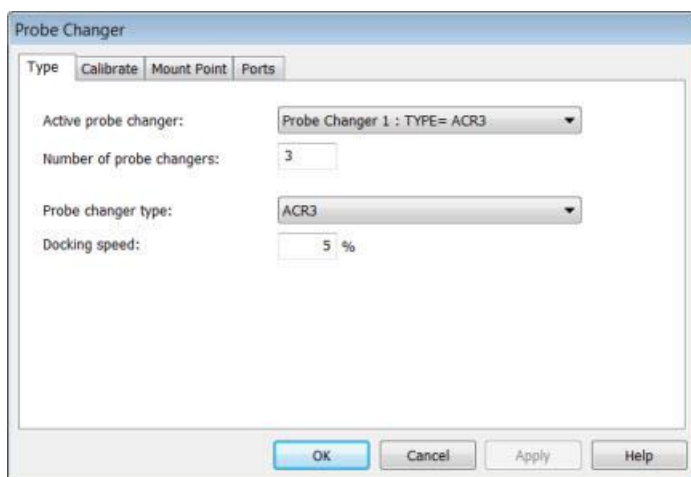 Probe Changer
Type Calibrate Mount Point Ports
Active probe changer: Probe Changer 1 : TYPE= ACR3
Number of probe changers: 3
Probe changer type: ACR3
Docking speed: 5 %
OK Cancel Apply Help